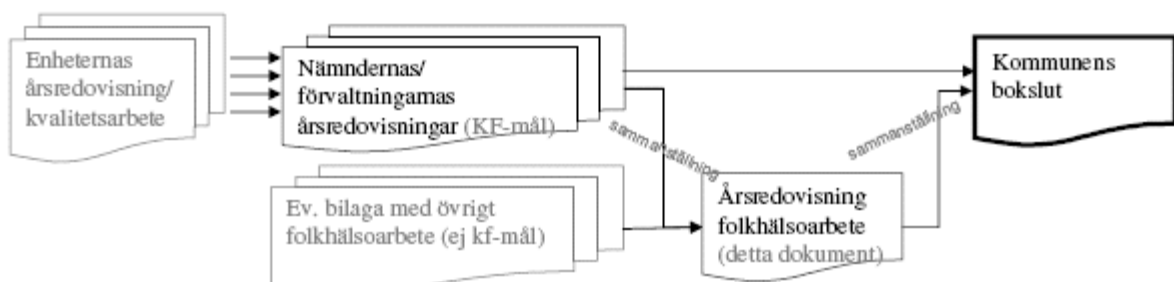 Enheternas
årsredovisning/
kvalitetsarbete
Nämndernas/
förvaltningarnas
årsredovisningar (KF-mål)
Kommunens
bokslut
sammanställning
sammanställning
Ev. bilaga med övrigt
folkhälsoarbete (ej kf-mål)
Årsredovisning
folkhälsoarbete
(detta dokument)